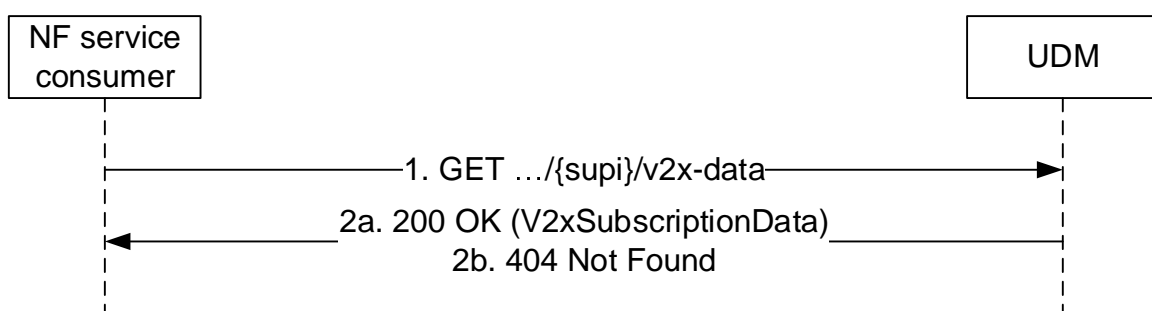 NF service
consumer
UDM
1. GET …/{supi}/v2x-data
2a. 200 OK (V2xSubscriptionData)
2b. 404 Not Found